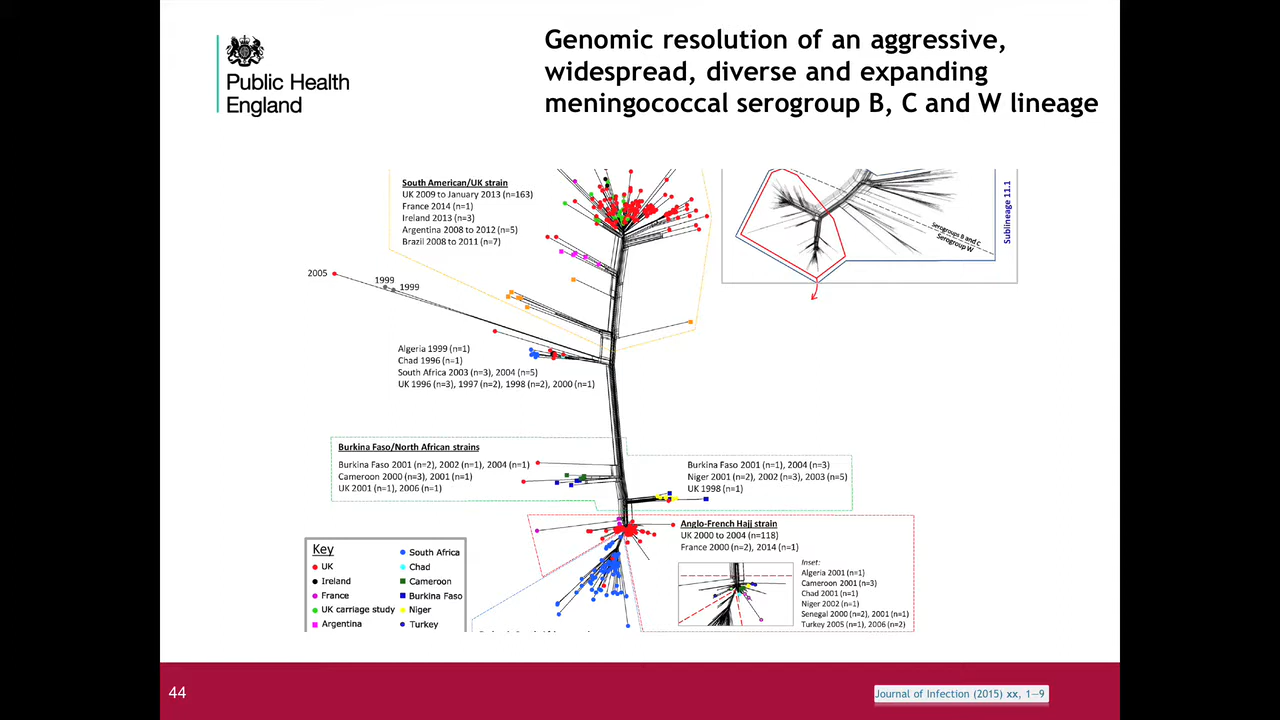 Public Health
England
Genomic resolution of an aggressive,
widespread, diverse and expanding
meningococcal serogroup B, C and W lineage
South American/UK strain
UK 2009 to January 2013 (n=163)
France 2014 (n=1)
Ireland 2013 (n=3)
Argentina 2008 to 2012 (n=5)
Brazil 2008 to 2011 (n=7)
Serogroups B and C
Serogroup W
Sublineage 11.1
2005
1999
1999
Algeria 1999 (n=1)
Chad 1996 (n=1)
South Africa 2003 (n=3), 2004 (n=5)
UK 1996 (n=3), 1997 (n=2), 1998 (n=2), 2000 (n=1)
Burkina Faso/North African strains
Burkina Faso 2001 (n=2), 2002 (n=1), 2004 (n=1)
Cameroon 2000 (n=3), 2001 (n=1)
UK 2001 (n=1), 2006 (n=1)
Burkina Faso 2001 (n=1), 2004 (n=3)
Niger 2001 (n=2), 2002 (n=3), 2003 (n=5)
UK 1998 (n=1)
Anglo-French Hajj strain
UK 2000 to 2004 (n=118)
France 2000 (n=2), 2014 (n=1)
Inset:
Algeria 2001 (n=1)
Cameroon 2001 (n=3)
Chad 2001 (n=1)
Niger 2002 (n=1)
Senegal 2000 (n=2), 2001 (n=1)
Turkey 2005 (n=1), 2006 (n=2)
Key
UK
Ireland
France
UK carriage study
Argentina
South Africa
Chad
Cameroon
Burkina Faso
Niger
Turkey
44
Journal of Infection (2015) xx, 1–9